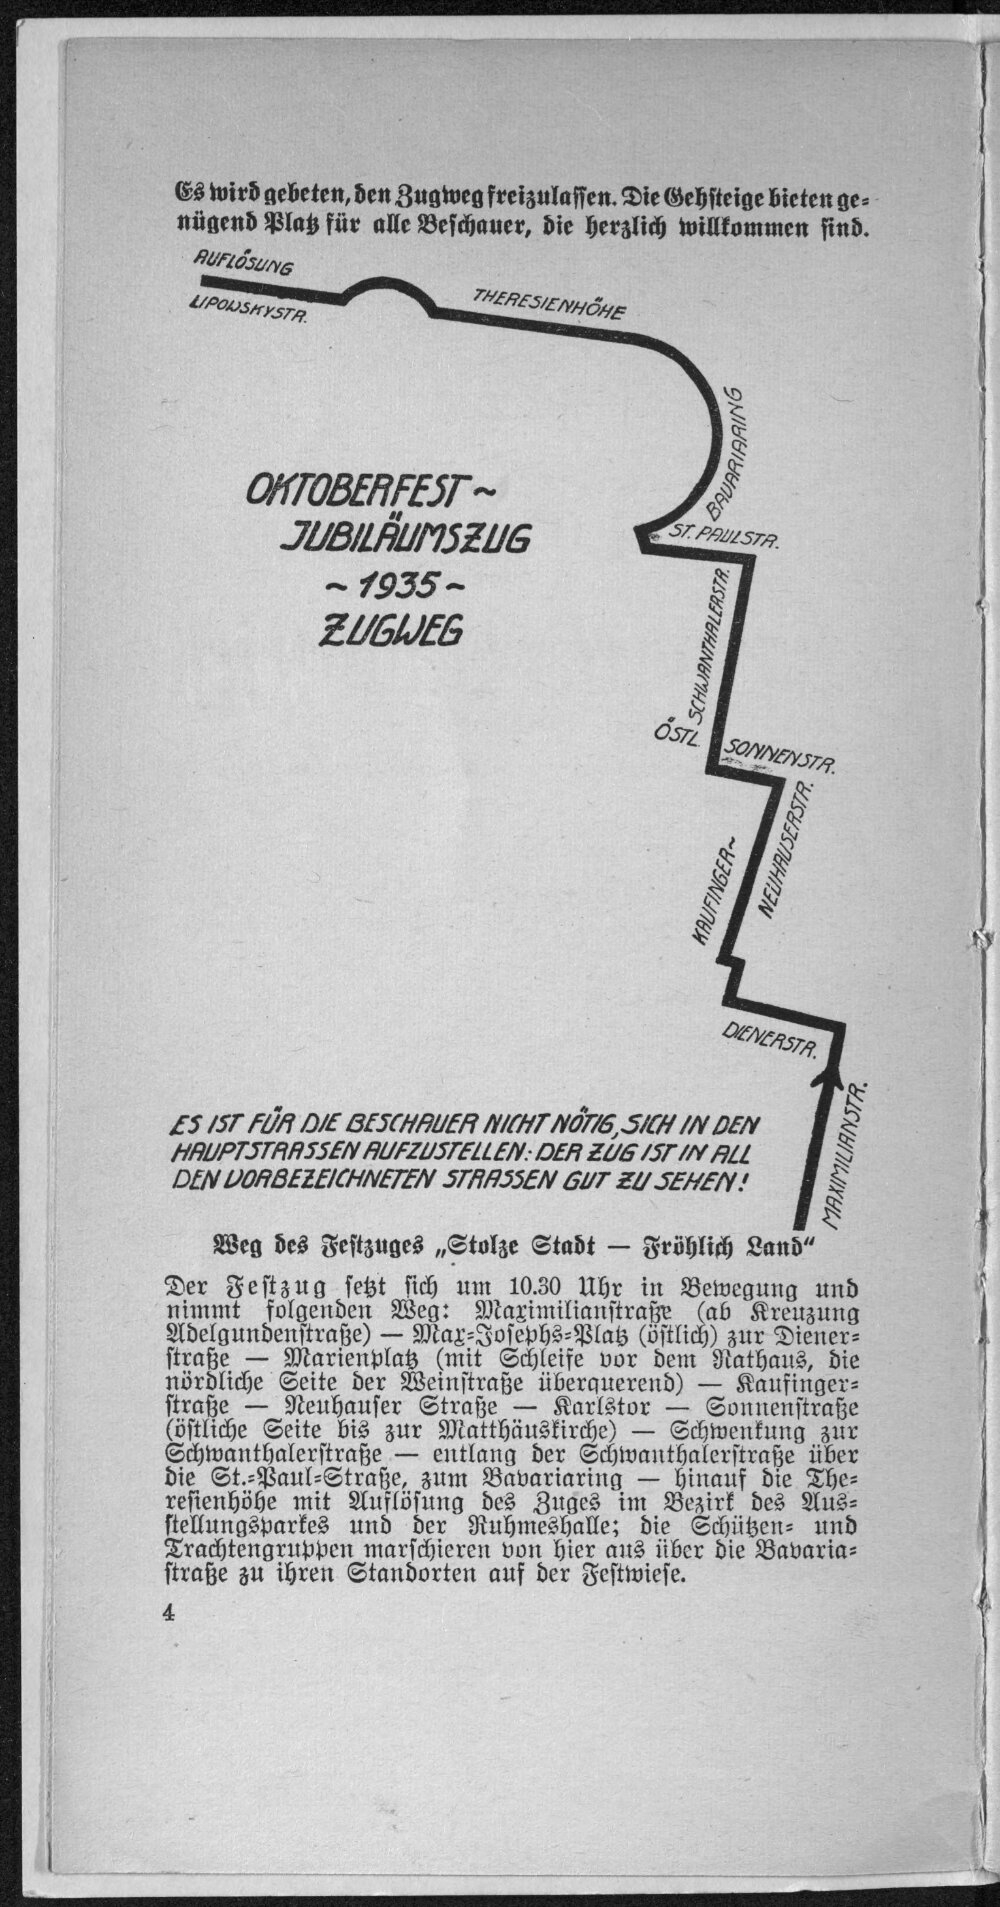 Es wird gebeten, den Zugweg freizulassen. Die Gehsteige bieten ge-
nügend Platz für alle Beschauer, die herzlich willkommen sind.
AUFLÖSUNG
LIPOWSKYSTR.
THERESIENHÖHE
BAVARIARING
ST. PAULSTR.
OKTOBERFEST ~
JUBILÄUMSZUG
~ 1935 ~
ZUGWEG
ÖSTL. SCHWANTHALERSTR.
SONNENSTR.
KAUFINGER~
NEUHAUSERSTR.
DIENERSTR.
MAXIMILIANSTR.
ES IST FÜR DIE BESCHAUER NICHT NÖTIG, SICH IN DEN
HAUPTSTRASSEN AUFZUSTELLEN: DER ZUG IST IN ALL
DEN VORBEZEICHNETEN STRASSEN GUT ZU SEHEN!
Weg des Festzuges „Stolze Stadt — Fröhlich Land“
Der Festzug setzt sich um 10.30 Uhr in Bewegung und
nimmt folgenden Weg: Maximilianstraße (ab Kreuzung
Adelgundenstraße) — Max-Josephs-Platz (östlich) zur Diener-
straße — Marienplatz (mit Schleife vor dem Rathaus, die
nördliche Seite der Weinstraße überquerend) — Kaufinger-
straße — Neuhauser Straße — Karlstor — Sonnenstraße
(östliche Seite bis zur Matthäuskirche) — Schwenkung zur
Schwanthalerstraße — entlang der Schwanthalerstraße über
die St.-Paul-Straße, zum Bavariaring — hinauf die The-
resienhöhe mit Auflösung des Zuges im Bezirk des Aus-
stellungsparkes und der Ruhmeshalle; die Schützen- und
Trachtengruppen marschieren von hier aus über die Bavaria-
straße zu ihren Standorten auf der Festwiese.
4